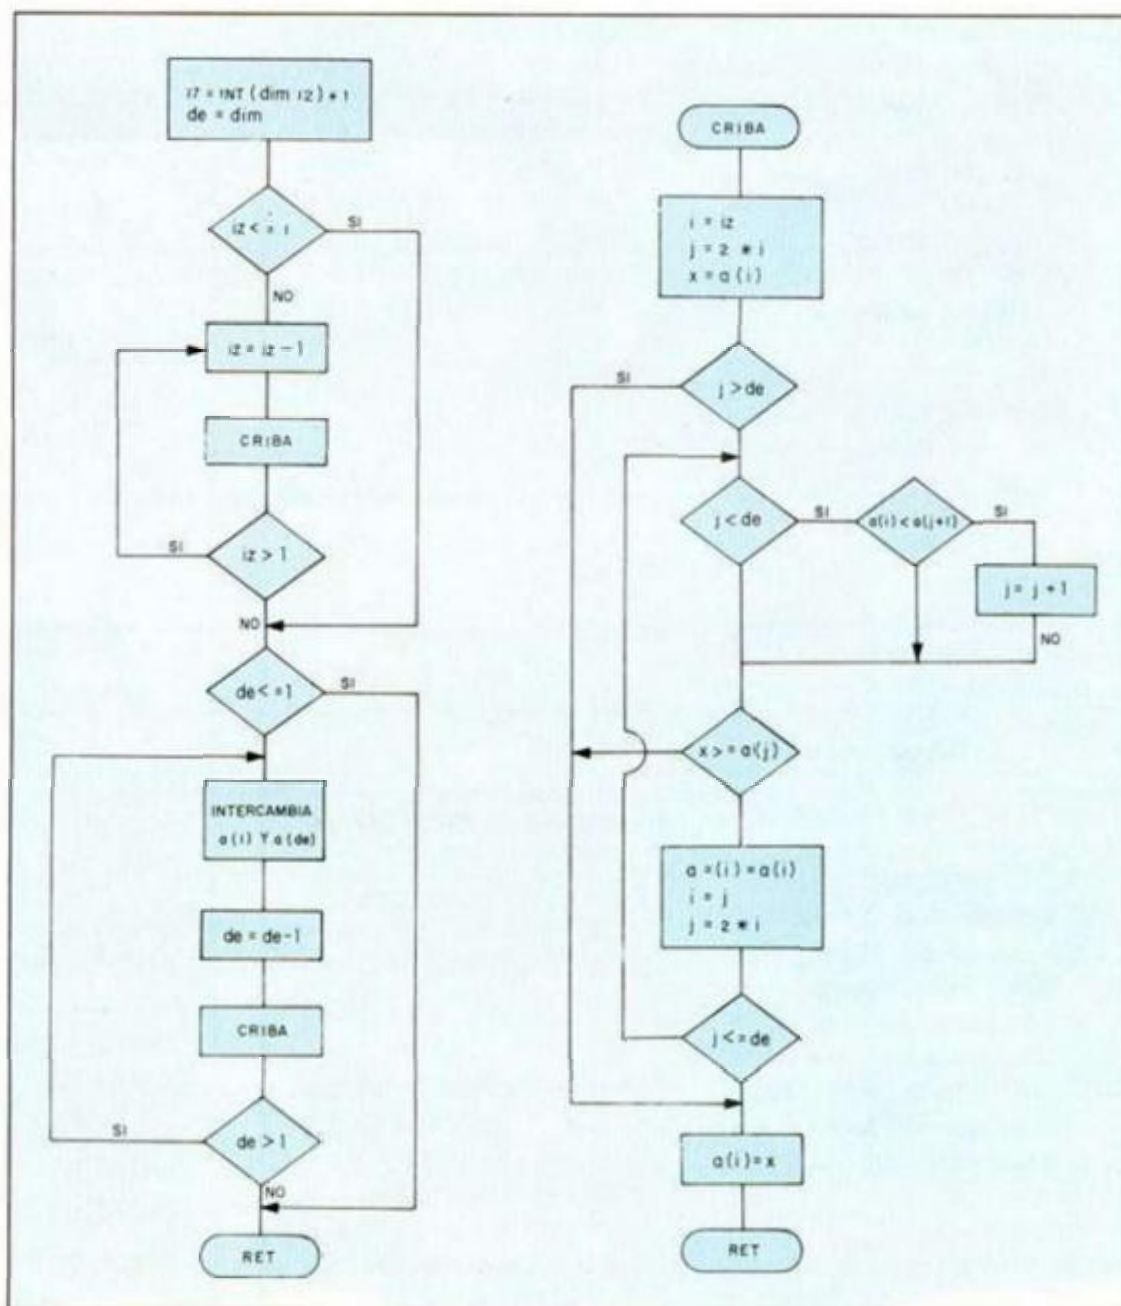 iz = INT (dim 12) + 1
de = dim
iz < = 1
SI
NO
iz = iz - 1
CRIBA
SI
iz > 1
NO
de < = 1
SI
INTERCAMBIA
a(1) Y a(de)
de = de-1
CRIBA
SI
de > 1
NO
RET
CRIBA
i = iz
j = 2 * i
x = a (i)
SI
j > de
j < de
SI
a(i) < a(j+1)
SI
j = j + 1
NO
x > = a(j)
a = (i) = a(i)
i = j
j = 2 * i
j < = de
a(i) = x
RET